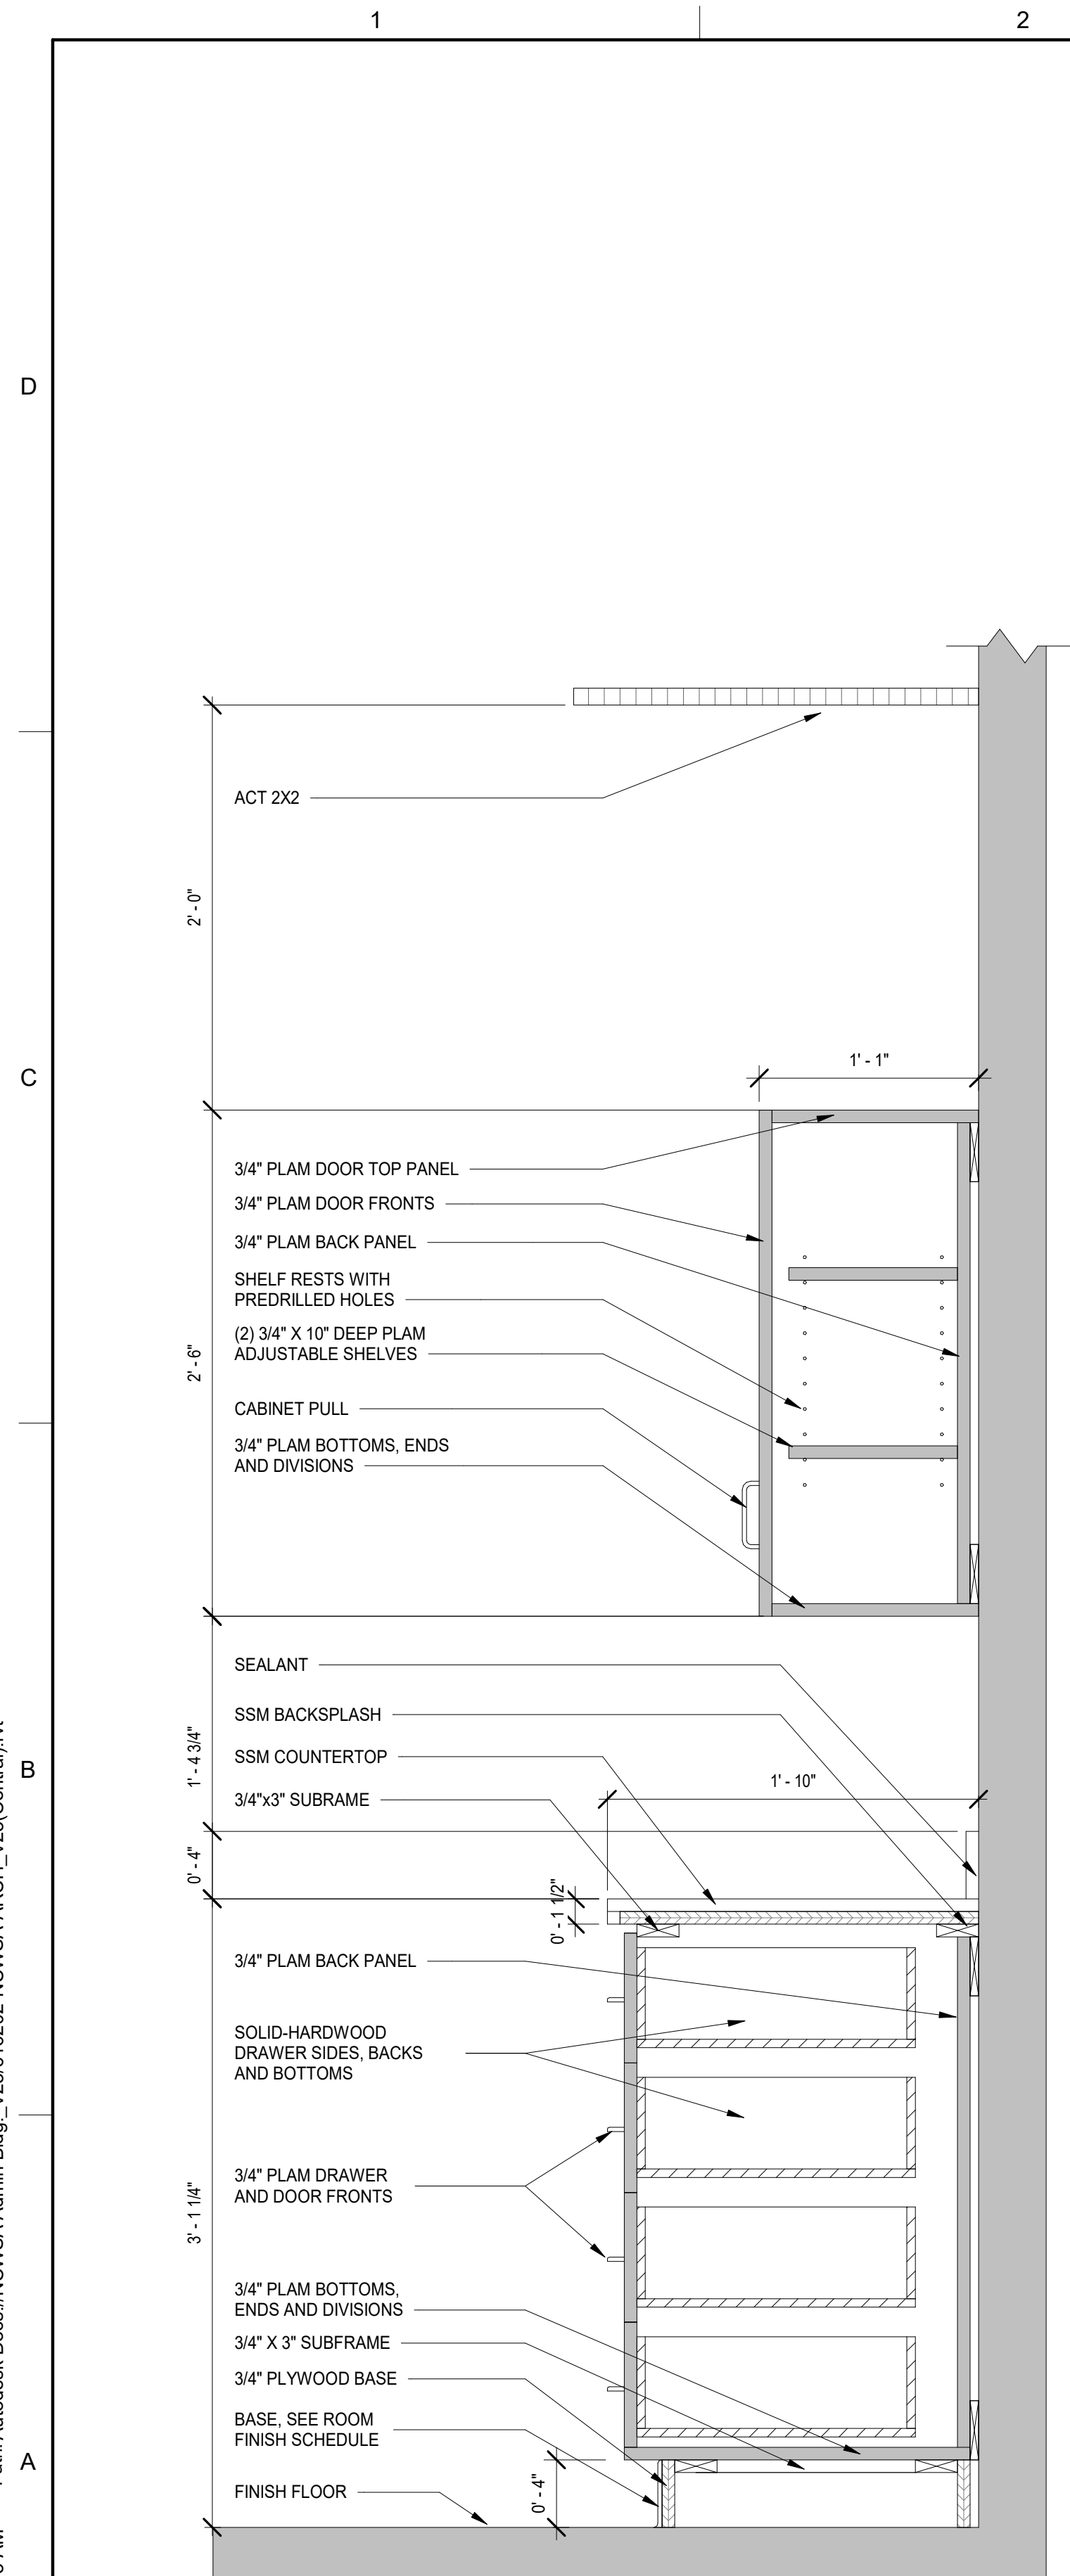 1
2
D
ACT 2X2
2' - 0"
C
1' - 1"
3/4" PLAM DOOR TOP PANEL
3/4" PLAM DOOR FRONTS
3/4" PLAM BACK PANEL
SHELF RESTS WITH
PREDRILLED HOLES
(2) 3/4" X 10" DEEP PLAM
ADJUSTABLE SHELVES
2' - 6"
CABINET PULL
3/4" PLAM BOTTOMS, ENDS
AND DIVISIONS
SEALANT
SSM BACKSPLASH
SSM COUNTERTOP
3/4"x3" SUBRAME
1' - 4 3/4"
B
1' - 10"
0' - 4"
0' - 1 1/2"
3/4" PLAM BACK PANEL
SOLID-HARDWOOD
DRAWER SIDES, BACKS
AND BOTTOMS
3/4" PLAM DRAWER
AND DOOR FRONTS
3' - 1 1/4"
3/4" PLAM BOTTOMS,
ENDS AND DIVISIONS
3/4" X 3" SUBFRAME
3/4" PLYWOOD BASE
BASE, SEE ROOM
FINISH SCHEDULE
A
0' - 4"
FINISH FLOOR
AM